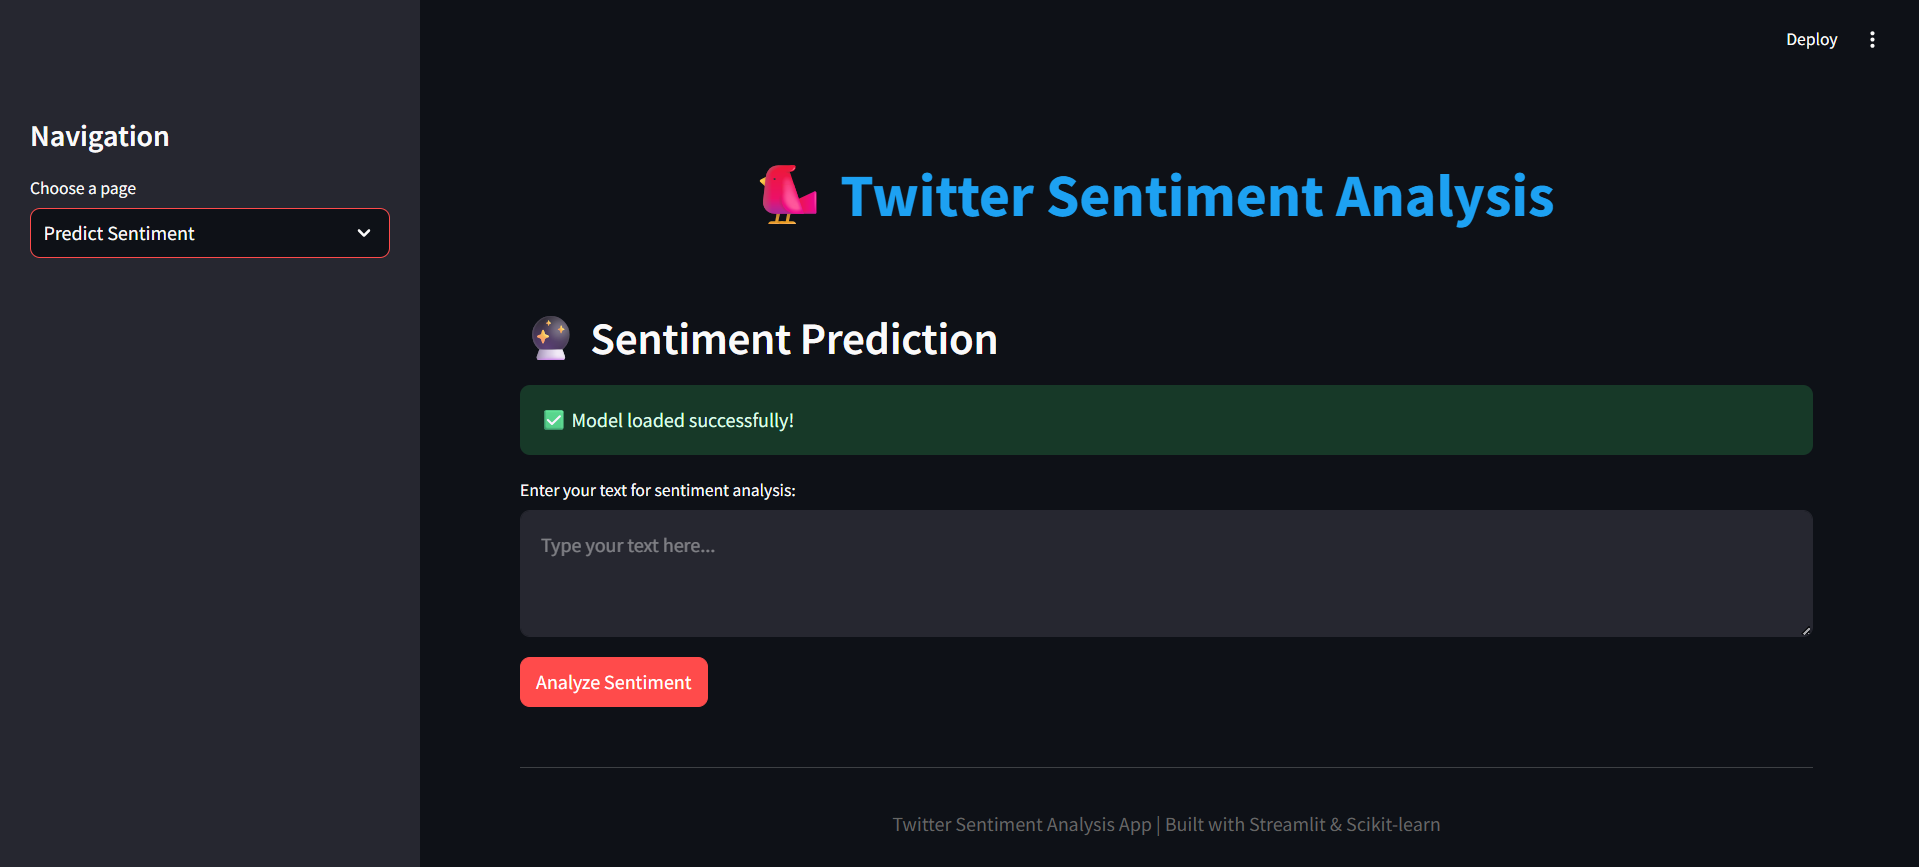 Deploy
Navigation
Choose a page
Predict Sentiment
Twitter Sentiment Analysis
Sentiment Prediction
Model loaded successfully!
Enter your text for sentiment analysis:
Type your text here...
Analyze Sentiment
Twitter Sentiment Analysis App | Built with Streamlit & Scikit-learn